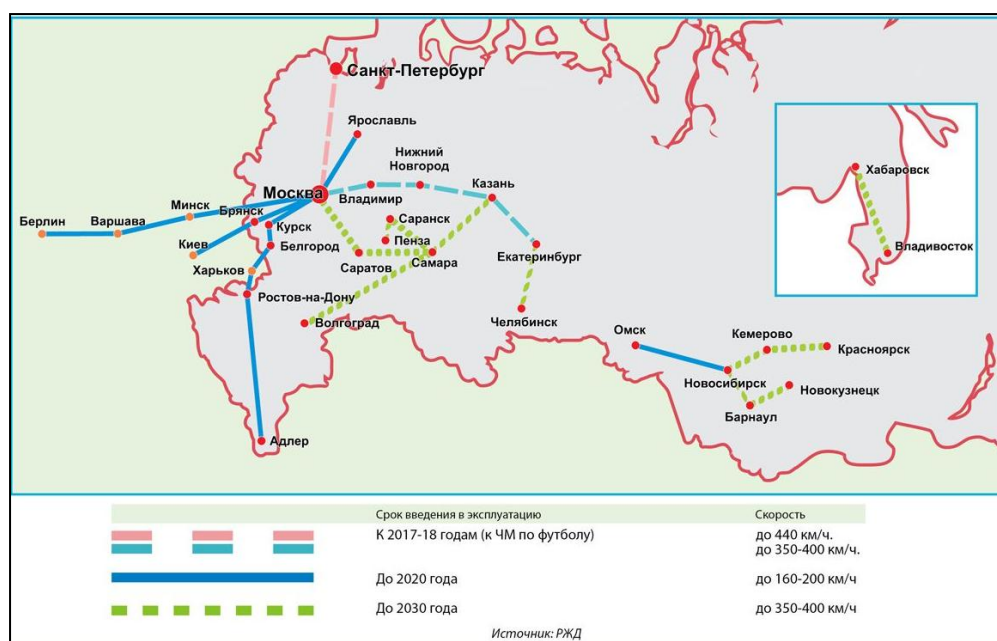 Санкт-Петербург
Ярославль
Нижний
Новгород
Москва
Владимир
Казань
Хабаровск
Владивосток
Берлин
Варшава
Минск
Брянск
Киев
Курск
Белгород
Харьков
Саранск
Пенза
Саратов
Самара
Екатеринбург
Ростов-на-Дону
Волгоград
Челябинск
Омск
Кемерово
Красноярск
Новосибирск
Новокузнецк
Барнаул
Адлер
Срок введения в эксплуатацию Скорость
К 2017-18 годам (к ЧМ по футболу) до 440 км/ч.
до 350-400 км/ч.
До 2020 года до 160-200 км/ч
До 2030 года до 350-400 км/ч
Источник: РЖД